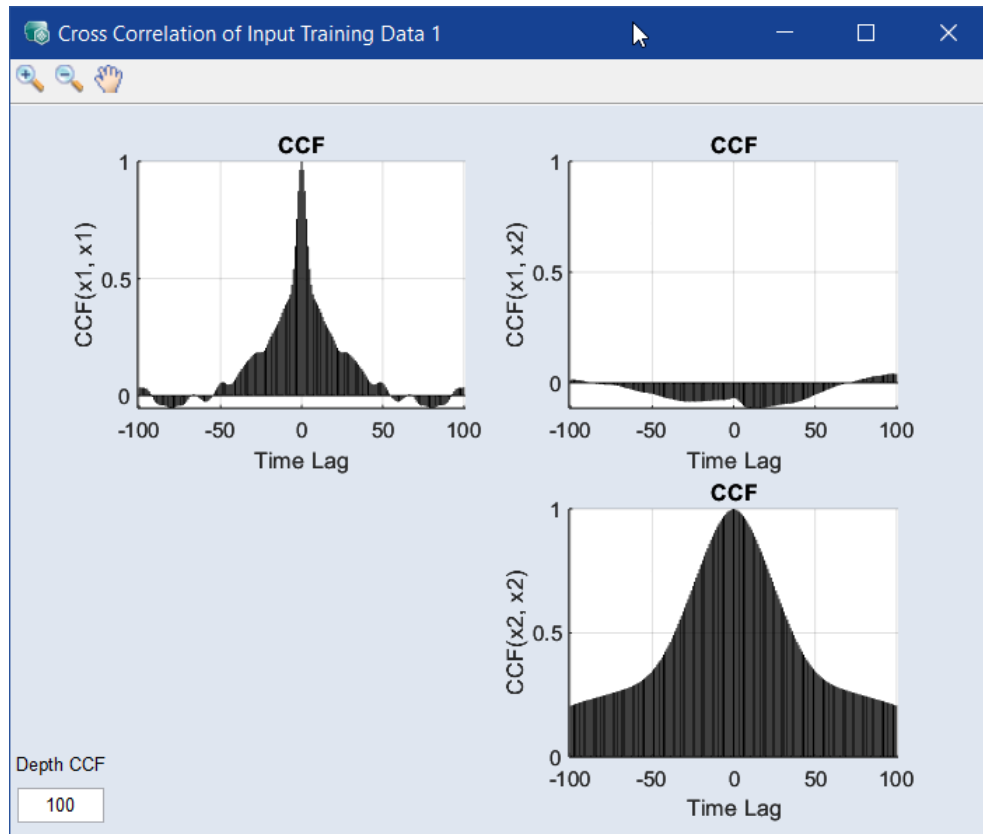 Cross Correlation of Input Training Data 1
CCF
CCF(x1, x1)
1
0.5
0
-100 -50 0 50 100
Time Lag
CCF
CCF(x1, x2)
1
0.5
0
-100 -50 0 50 100
Time Lag
CCF
CCF(x2, x2)
1
0.5
0
-100 -50 0 50 100
Time Lag
Depth CCF
100